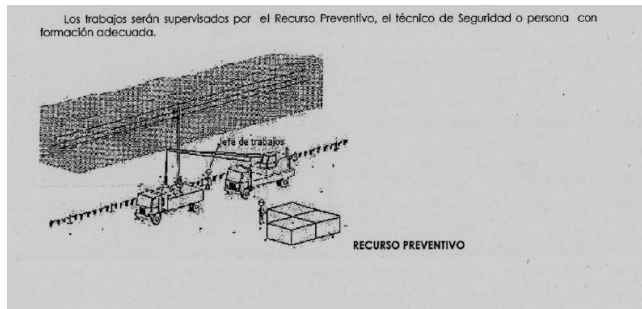 Los trabajos serán supervisados por el Recurso Preventivo, el técnico de Seguridad o persona con
formación adecuada.
Jefe de trabajos
RECURSO PREVENTIVO